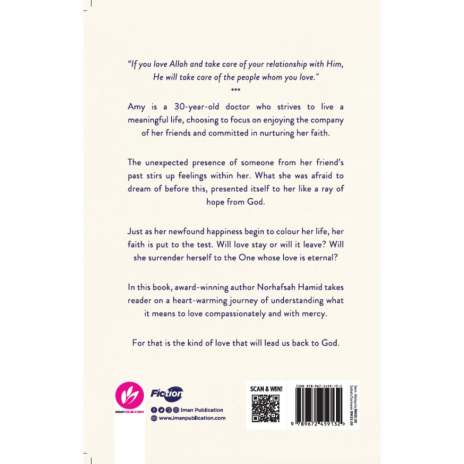 "If you love Allah and take care of your relationship with Him,
He will take care of the people whom you love."
***
Amy is a 30-year-old doctor who strives to live a
meaningful life, choosing to focus on enjoying the company
of her friends and committed in nurturing her faith.
The unexpected presence of someone from her friend's
past stirs up feelings within her. What she was afraid to
dream of before this, presented itself to her like a ray of
hope from God.
Just as her newfound happiness begin to colour her life, her
faith is put to the test. Will love stay or will it leave? Will
she surrender herself to the One whose love is eternal?
In this book, award-winning author Norhafsah Hamid takes
reader on a heart-warming journey of understanding what
it means to love compassionately and with mercy.
For that is the kind of love that will lead us back to God.
Fiction
Iman Publication
www.imanpublication.com
SCAN & WIN!
9 789672 459132